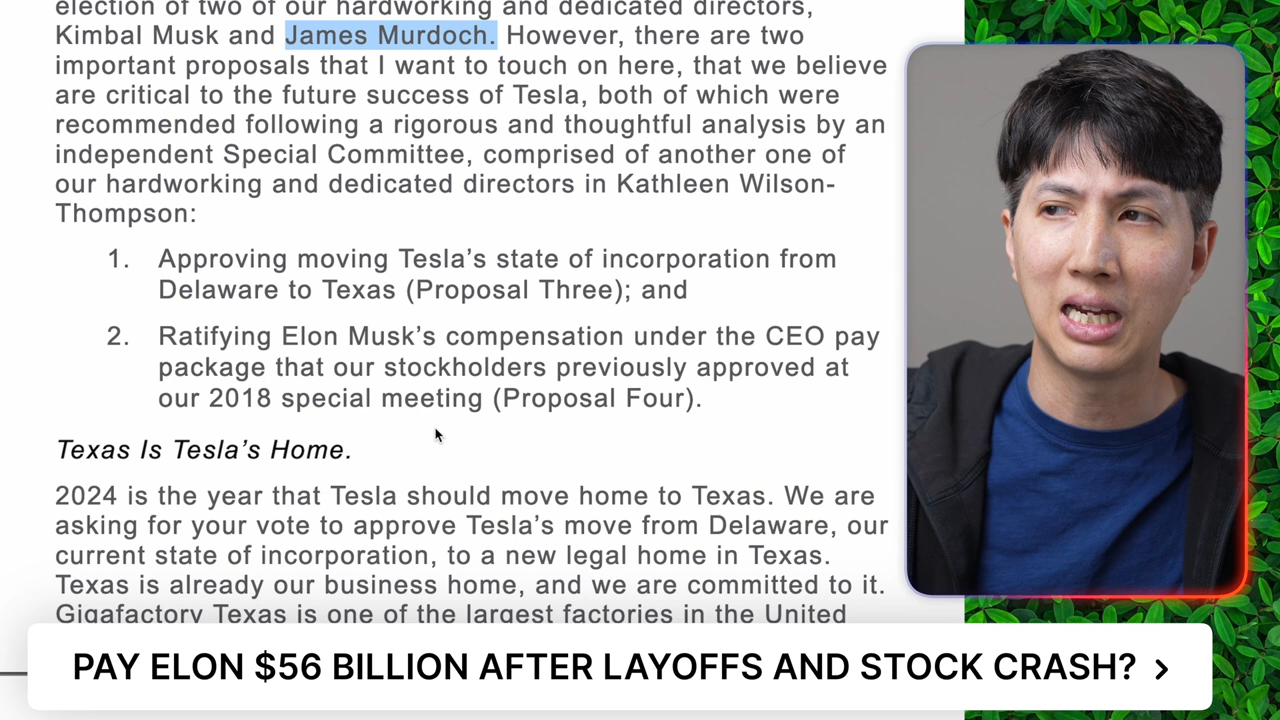 election of two of our hardworking and dedicated directors,
Kimbal Musk and James Murdoch. However, there are two
important proposals that I want to touch on here, that we believe
are critical to the future success of Tesla, both of which were
recommended following a rigorous and thoughtful analysis by an
independent Special Committee, comprised of another one of
our hardworking and dedicated directors in Kathleen Wilson-
Thompson:
1. Approving moving Tesla’s state of incorporation from
Delaware to Texas (Proposal Three); and
2. Ratifying Elon Musk’s compensation under the CEO pay
package that our stockholders previously approved at
our 2018 special meeting (Proposal Four).
Texas Is Tesla’s Home.
2024 is the year that Tesla should move home to Texas. We are
asking for your vote to approve Tesla’s move from Delaware, our
current state of incorporation, to a new legal home in Texas.
Texas is already our business home, and we are committed to it.
Gigafactory Texas is one of the largest factories in the United
PAY ELON $56 BILLION AFTER LAYOFFS AND STOCK CRASH? ›